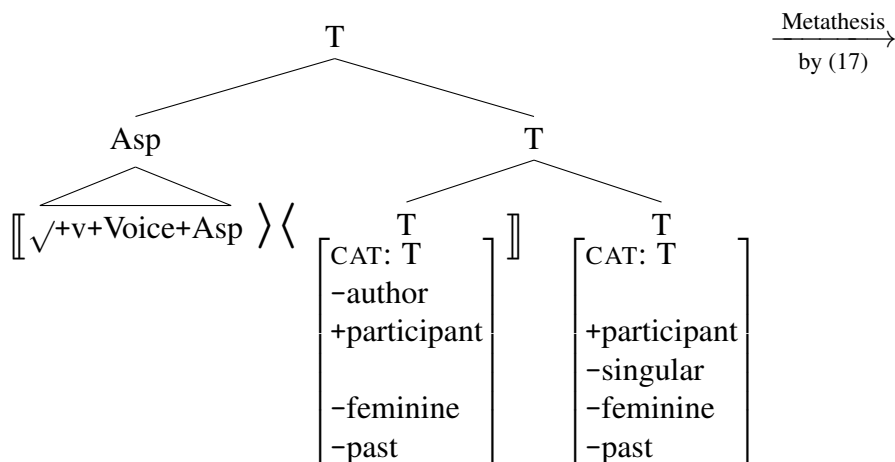 T
Metathesis
by (17)
Asp
T
⟦ √+v+Voice+Asp ⟩⟨ T ⟧ T
CAT: T CAT: T
−author
+participant +participant
−singular
−feminine −feminine
−past −past